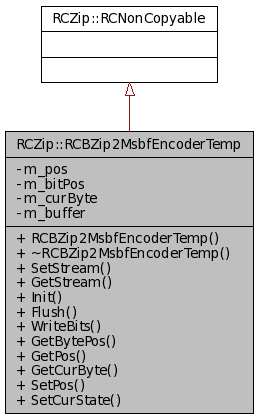 RCZip::RCNonCopyable
RCZip::RCBZip2MsbfEncoderTemp
- m_pos
- m_bitPos
- m_curByte
- m_buffer
+ RCBZip2MsbfEncoderTemp()
+ ~RCBZip2MsbfEncoderTemp()
+ SetStream()
+ GetStream()
+ Init()
+ Flush()
+ WriteBits()
+ GetBytePos()
+ GetPos()
+ GetCurByte()
+ SetPos()
+ SetCurState()